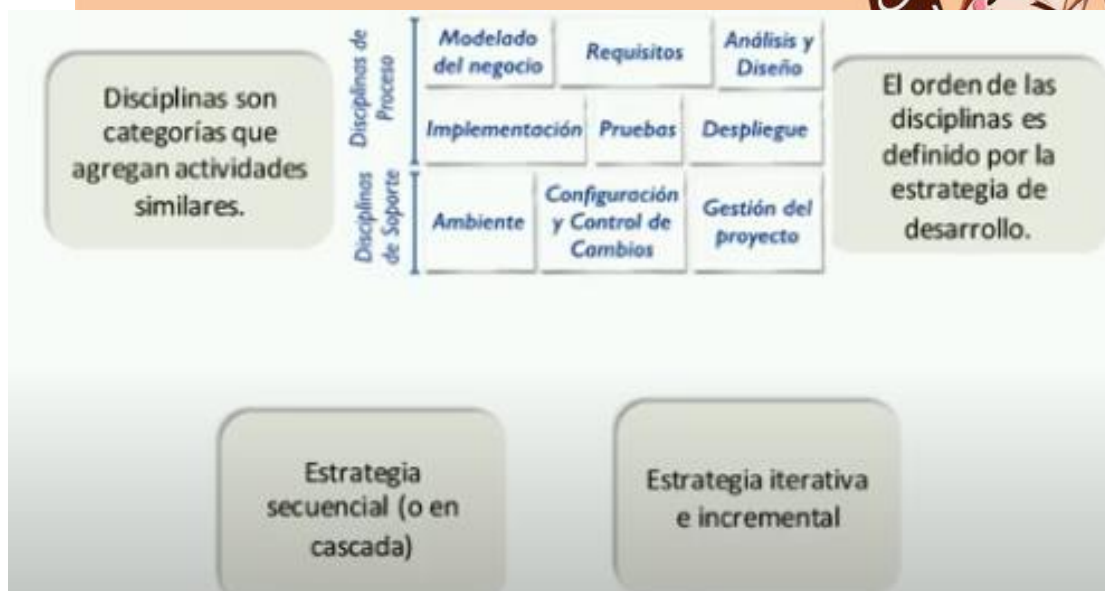 Disciplinas son
categorías que
agregan actividades
similares.
Disciplinas de
Proceso
Modelado
del negocio
Requisitos
Análisis y
Diseño
Implementación
Pruebas
Despliegue
Disciplinas
de Soporte
Ambiente
Configuración
y Control de
Cambios
Gestión del
proyecto
El orden de las
disciplinas es
definido por la
estrategia de
desarrollo.
Estrategia
secuencial (o en
cascada)
Estrategia iterativa
e incremental